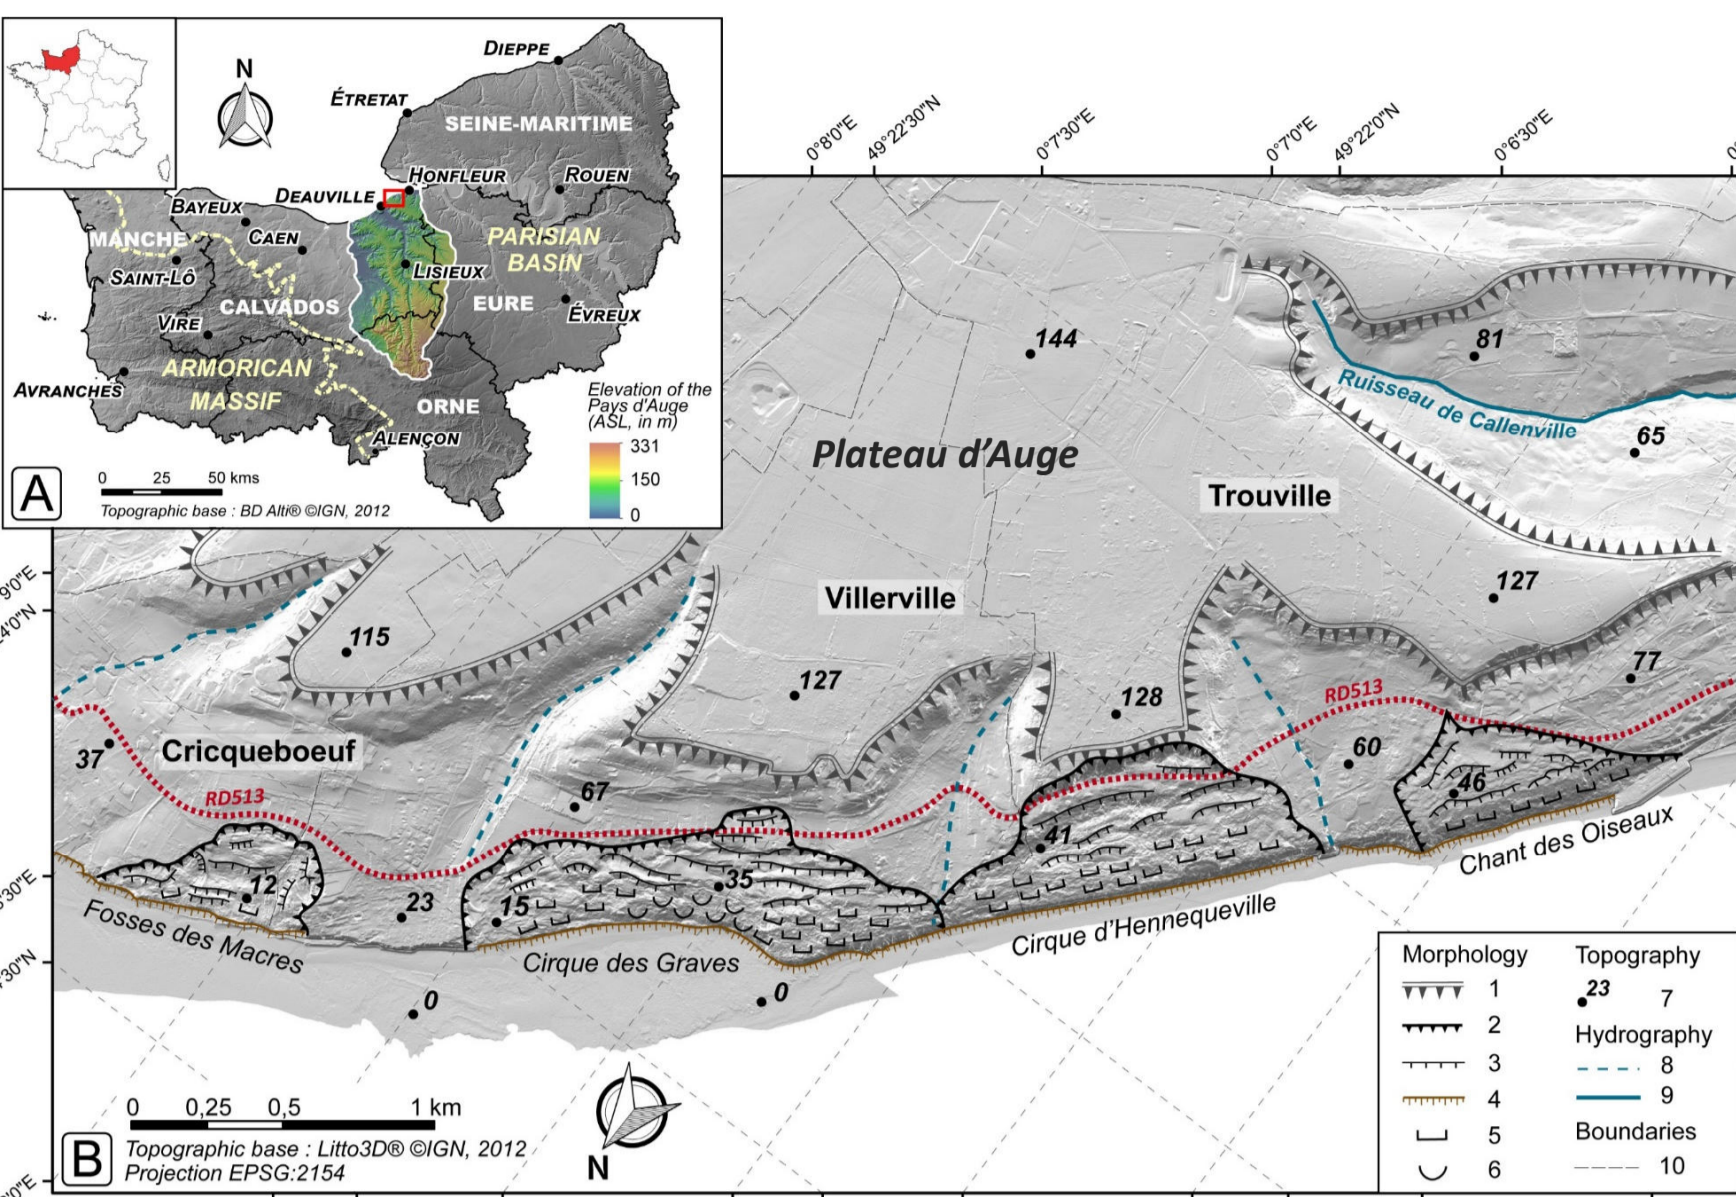 N
DIEPPE
ÉTRETAT
SEINE-MARITIME
HONFLEUR
ROUEN
DEAUVILLE
BAYEUX
CAEN
MANCHE
PARISIAN
BASIN
SAINT-LÔ
LISIEUX
CALVADOS
EURE
VIRE
ÉVREUX
ARMORICAN
MASSIF
AVRANCHES
ORNE
ALENÇON
Elevation of the
Pays d'Auge
(ASL, in m)
331
150
0
A
0 25 50 kms
Topographic base : BD Alti® ©IGN, 2012
0°8'0"E
49°22'30"N
0°7'30"E
0°7'0"E
49°22'0"N
0°6'30"E
144
81
Ruisseau de Callenville
65
Plateau d'Auge
Trouville
Villerville
127
115
127
128
77
RD513
37
Cricqueboeuf
60
RD513
67
46
41
12
35
23
15
Chant des Oiseaux
Fosses des Macres
Cirque d'Hennequeville
Cirque des Graves
0
0
Morphology
1
2
3
4
5
6
Topography
23 7
Hydrography
8
9
Boundaries
10
0 0,25 0,5 1 km
B
Topographic base : Litto3D® ©IGN, 2012
Projection EPSG:2154
N